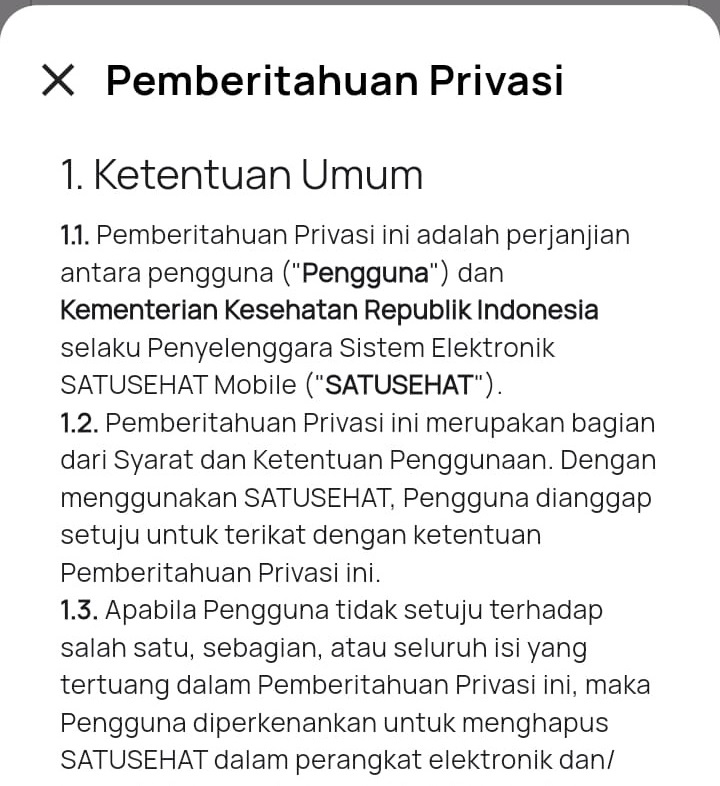 Pemberitahuan Privasi
1. Ketentuan Umum
1.1. Pemberitahuan Privasi ini adalah perjanjian
antara pengguna ("Pengguna") dan
Kementerian Kesehatan Republik Indonesia
selaku Penyelenggara Sistem Elektronik
SATUSEHAT Mobile ("SATUSEHAT").
1.2. Pemberitahuan Privasi ini merupakan bagian
dari Syarat dan Ketentuan Penggunaan. Dengan
menggunakan SATUSEHAT, Pengguna dianggap
setuju untuk terikat dengan ketentuan
Pemberitahuan Privasi ini.
1.3. Apabila Pengguna tidak setuju terhadap
salah satu, sebagian, atau seluruh isi yang
tertuang dalam Pemberitahuan Privasi ini, maka
Pengguna diperkenankan untuk menghapus
SATUSEHAT dalam perangkat elektronik dan/